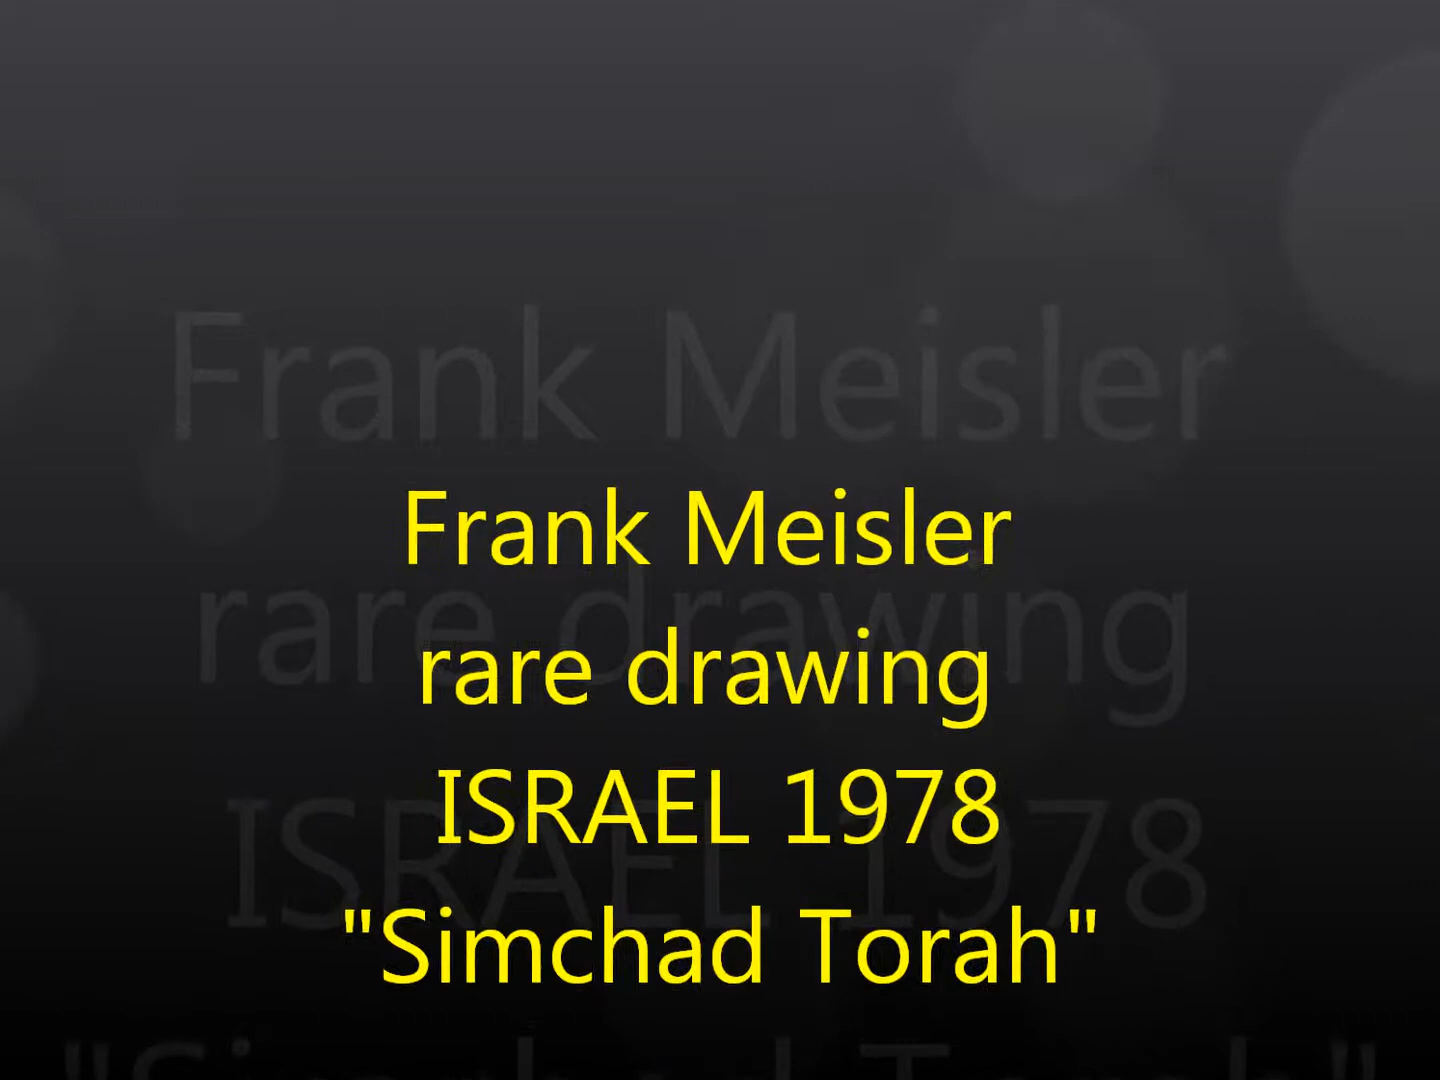 Frank Meisler
rare drawing
ISRAEL 1978
"Simchad Torah"